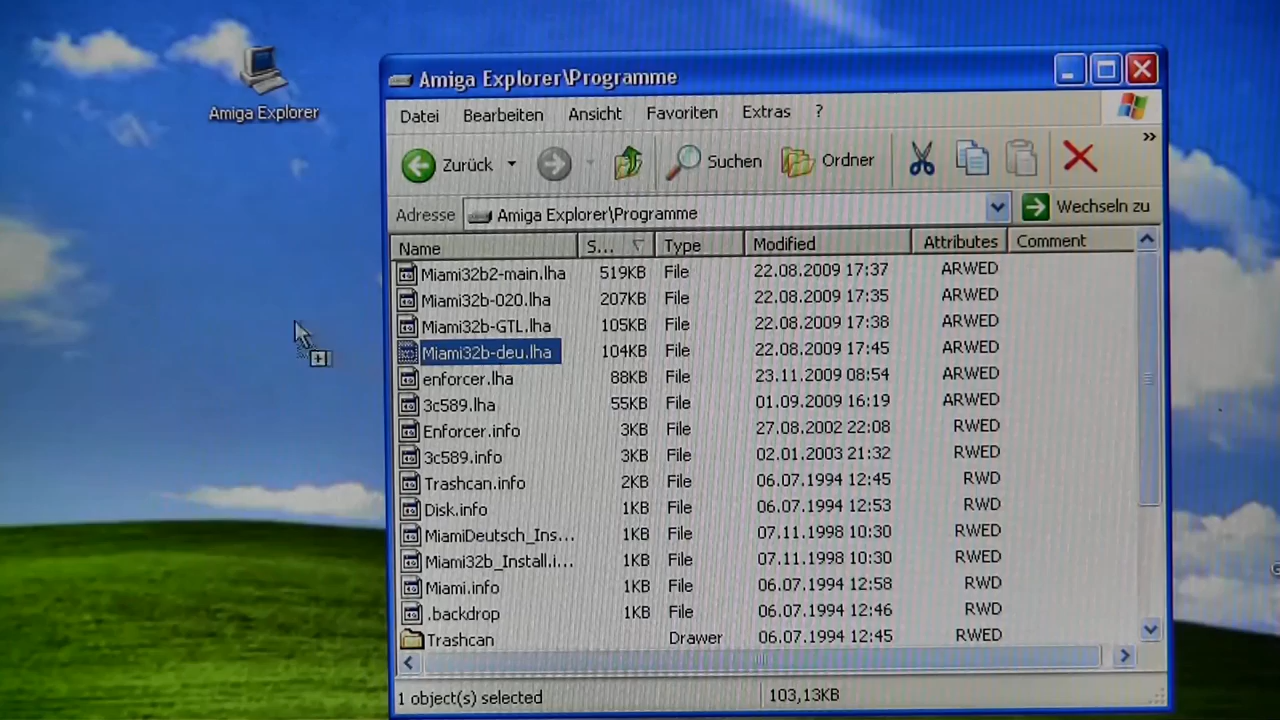 Amiga Explorer
Amiga Explorer\Programme
Datei Bearbeiten Ansicht Favoriten Extras ?
Zurück Suchen Ordner »
Adresse Amiga Explorer\Programme Wechseln zu
Name S... Type Modified Attributes Comment
Miami32b2-main.lha 519KB File 22.08.2009 17:37 ARWED
Miami32b-020.lha 207KB File 22.08.2009 17:35 ARWED
Miami32b-GTL.lha 105KB File 22.08.2009 17:38 ARWED
Miami32b-deu.lha 104KB File 22.08.2009 17:45 ARWED
enforcer.lha 88KB File 23.11.2009 08:54 ARWED
3c589.lha 55KB File 01.09.2009 16:19 ARWED
Enforcer.info 3KB File 27.08.2002 22:08 RWED
3c589.info 3KB File 02.01.2003 21:32 RWED
Trashcan.info 2KB File 06.07.1994 12:45 RWD
Disk.info 1KB File 06.07.1994 12:53 RWD
MiamiDeutsch_Ins... 1KB File 07.11.1998 10:30 RWED
Miami32b_Install.i... 1KB File 07.11.1998 10:30 RWED
Miami.info 1KB File 06.07.1994 12:58 RWD
.backdrop 1KB File 06.07.1994 12:46 RWD
Trashcan Drawer 06.07.1994 12:45 RWED
1 object(s) selected 103,13KB